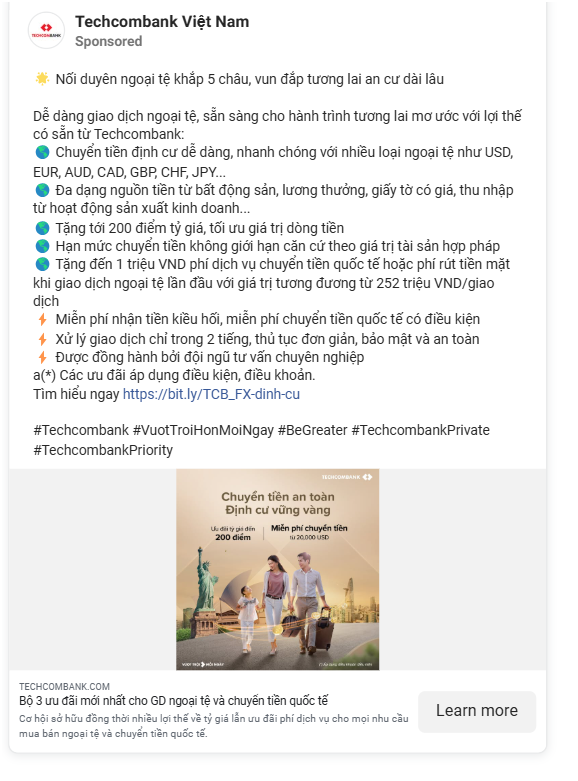 Techcombank Việt Nam
TECHCOMBANK
Sponsored
🌟 Nối duyên ngoại tệ khắp 5 châu, vun đắp tương lai an cư dài lâu
Dễ dàng giao dịch ngoại tệ, sẵn sàng cho hành trình tương lai mơ ước với lợi thế
có sẵn từ Techcombank:
🌎 Chuyển tiền định cư dễ dàng, nhanh chóng với nhiều loại ngoại tệ như USD,
EUR, AUD, CAD, GBP, CHF, JPY...
🌎 Đa dạng nguồn tiền từ bất động sản, lương thưởng, giấy tờ có giá, thu nhập
từ hoạt động sản xuất kinh doanh...
🌎 Tặng tới 200 điểm tỷ giá, tối ưu giá trị dòng tiền
🌎 Hạn mức chuyển tiền không giới hạn căn cứ theo giá trị tài sản hợp pháp
🌎 Tặng đến 1 triệu VND phí dịch vụ chuyển tiền quốc tế hoặc phí rút tiền mặt
khi giao dịch ngoại tệ lần đầu với giá trị tương đương từ 252 triệu VND/giao
dịch
⚡ Miễn phí nhận tiền kiều hối, miễn phí chuyển tiền quốc tế có điều kiện
⚡ Xử lý giao dịch chỉ trong 2 tiếng, thủ tục đơn giản, bảo mật và an toàn
⚡ Được đồng hành bởi đội ngũ tư vấn chuyên nghiệp
a(*) Các ưu đãi áp dụng điều kiện, điều khoản.
Tìm hiểu ngay https://bit.ly/TCB_FX-dinh-cu
#Techcombank #VuotTroiHonMoiNgay #BeGreater #TechcombankPrivate
#TechcombankPriority
TECHCOMBANK
Chuyển tiền an toàn
Định cư vững vàng
Ưu đãi tỷ giá đến
200 điểm
Miễn phí chuyển tiền
từ 20,000 USD
VƯỢT TRỘI HƠN MỖI NGÀY
(*) Áp dụng điều khoản điều kiện
TECHCOMBANK.COM
Bộ 3 ưu đãi mới nhất cho GD ngoại tệ và chuyển tiền quốc tế
Cơ hội sở hữu đồng thời nhiều lợi thế về tỷ giá lẫn ưu đãi phí dịch vụ cho mọi nhu cầu
mua bán ngoại tệ và chuyển tiền quốc tế.
Learn more